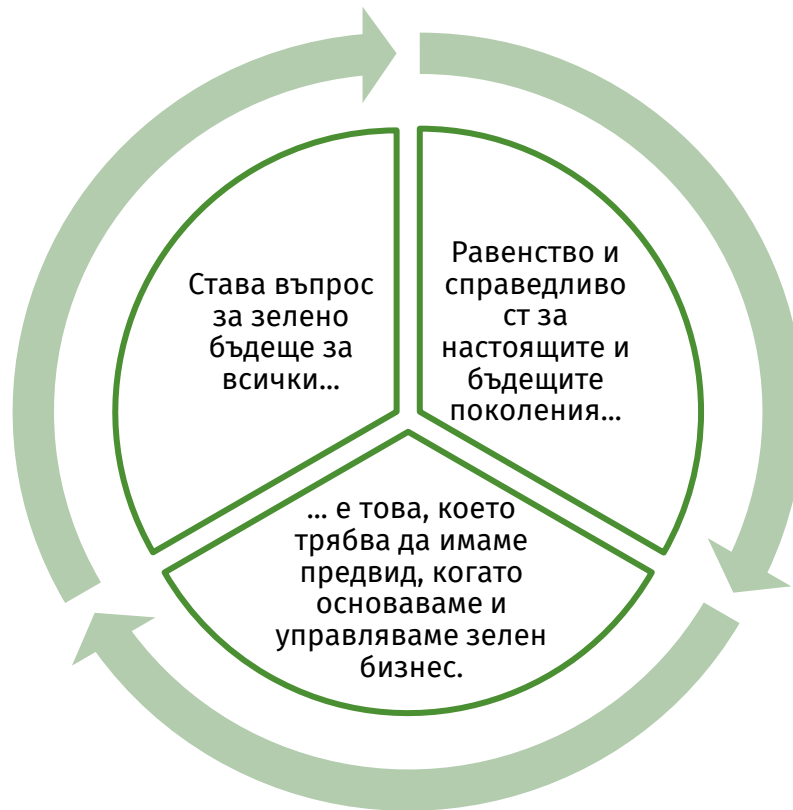 Става въпрос
за зелено
бъдеще за
всички...
Равенство и
справедливо
ст за
настоящите и
бъдещите
поколения...
... е това, което
трябва да имаме
предвид, когато
основаваме и
управляваме зелен
бизнес.